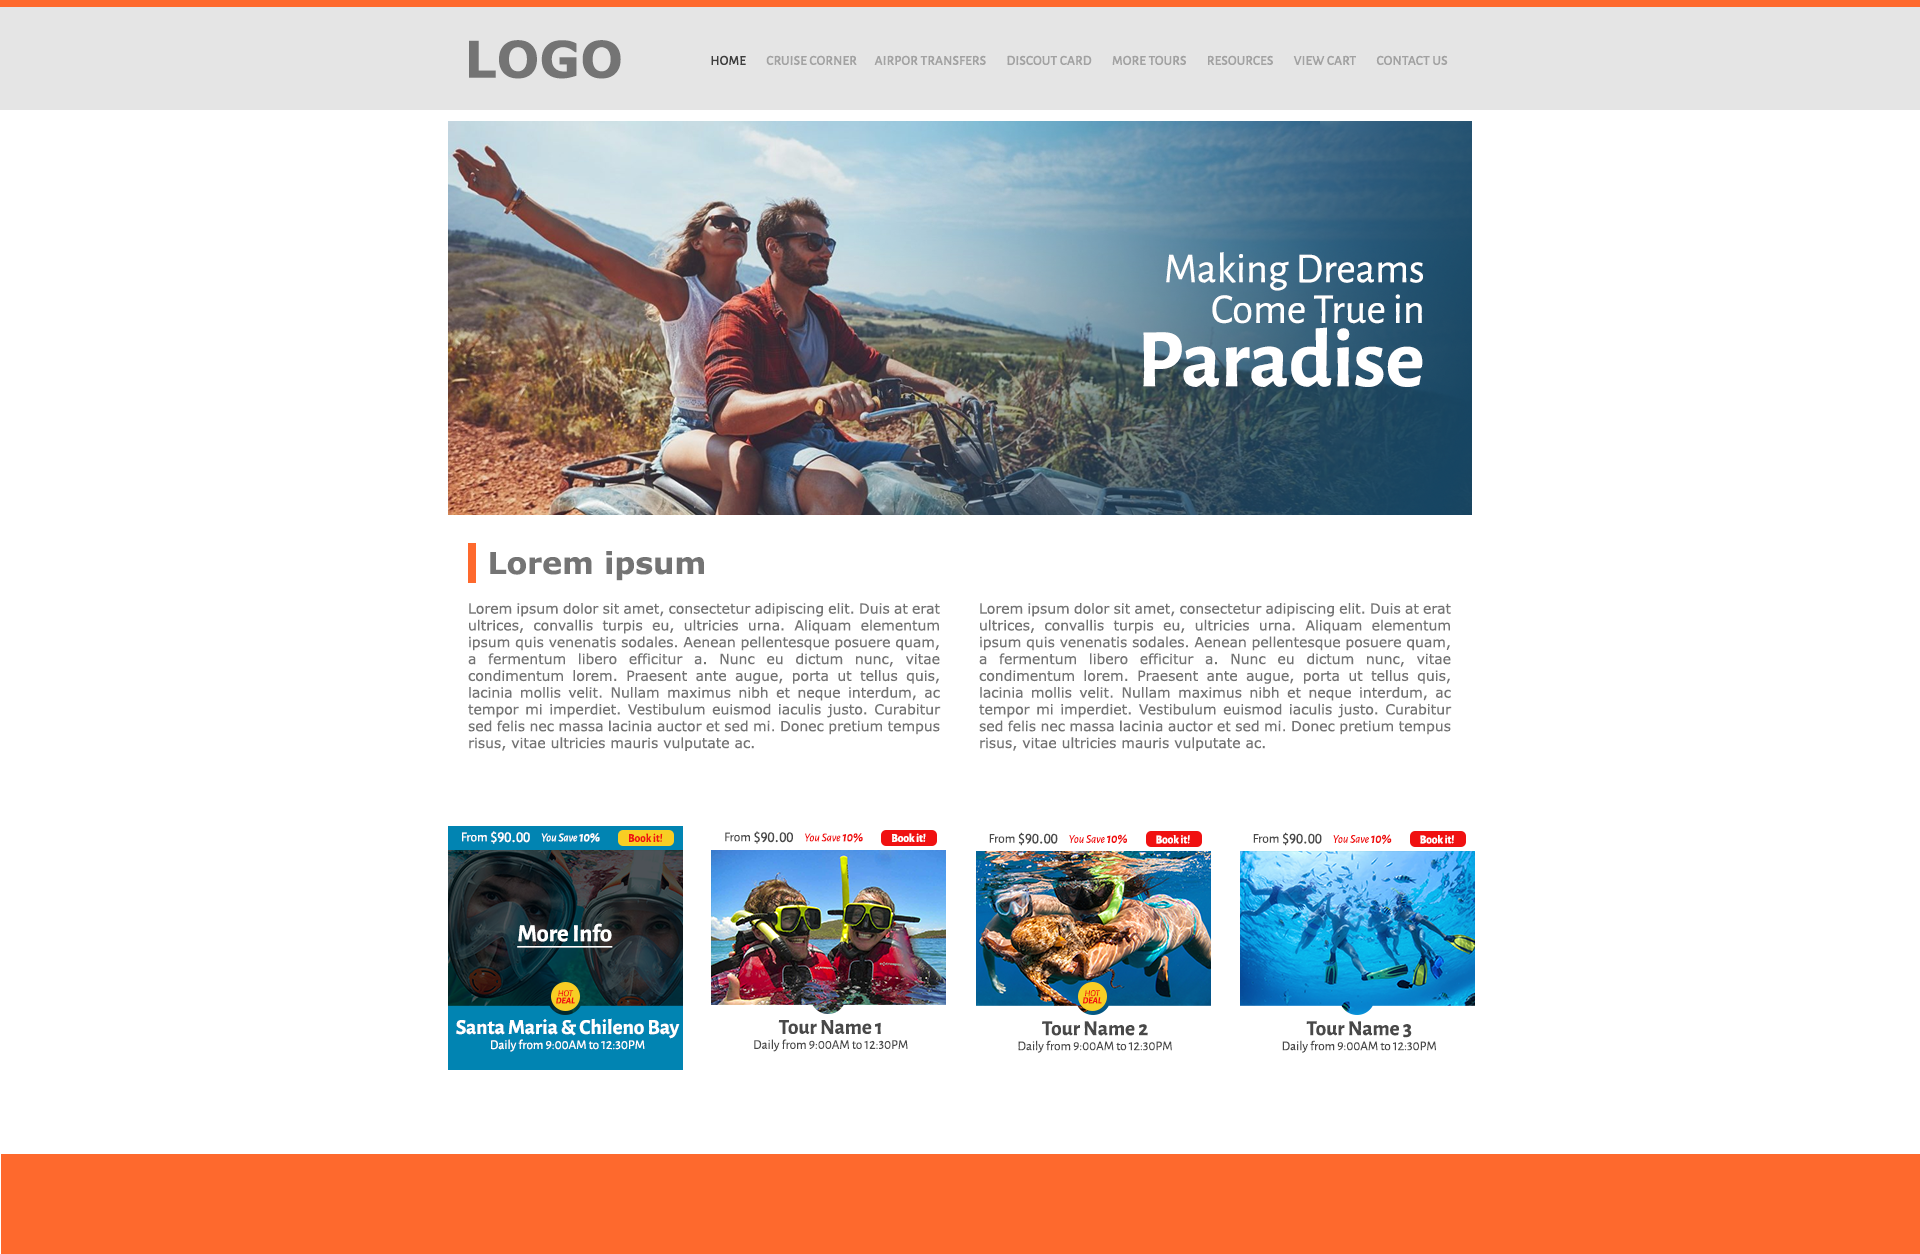 LOGO
HOME CRUISE CORNER AIRPOR TRANSFERS DISCOUT CARD MORE TOURS RESOURCES VIEW CART CONTACT US
Making Dreams
Come True in
Paradise
Lorem ipsum
Lorem ipsum dolor sit amet, consectetur adipiscing elit. Duis at erat
ultrices, convallis turpis eu, ultricies urna. Aliquam elementum
ipsum quis venenatis sodales. Aenean pellentesque posuere quam,
a fermentum libero efficitur a. Nunc eu dictum nunc, vitae
condimentum lorem. Praesent ante augue, porta ut tellus quis,
lacinia mollis velit. Nullam maximus nibh et neque interdum, ac
tempor mi imperdiet. Vestibulum euismod iaculis justo. Curabitur
sed felis nec massa lacinia auctor et sed mi. Donec pretium tempus
risus, vitae ultricies mauris vulputate ac.
Lorem ipsum dolor sit amet, consectetur adipiscing elit. Duis at erat
ultrices, convallis turpis eu, ultricies urna. Aliquam elementum
ipsum quis venenatis sodales. Aenean pellentesque posuere quam,
a fermentum libero efficitur a. Nunc eu dictum nunc, vitae
condimentum lorem. Praesent ante augue, porta ut tellus quis,
lacinia mollis velit. Nullam maximus nibh et neque interdum, ac
tempor mi imperdiet. Vestibulum euismod iaculis justo. Curabitur
sed felis nec massa lacinia auctor et sed mi. Donec pretium tempus
risus, vitae ultricies mauris vulputate ac.
From $90.00 You Save 10% Book it!
More Info
HOT
DEAL
Santa Maria & Chileno Bay
Daily from 9:00AM to 12:30PM
From $90.00 You Save 10% Book it!
Tour Name 1
Daily from 9:00AM to 12:30PM
From $90.00 You Save 10% Book it!
HOT
DEAL
Tour Name 2
Daily from 9:00AM to 12:30PM
From $90.00 You Save 10% Book it!
Tour Name 3
Daily from 9:00AM to 12:30PM